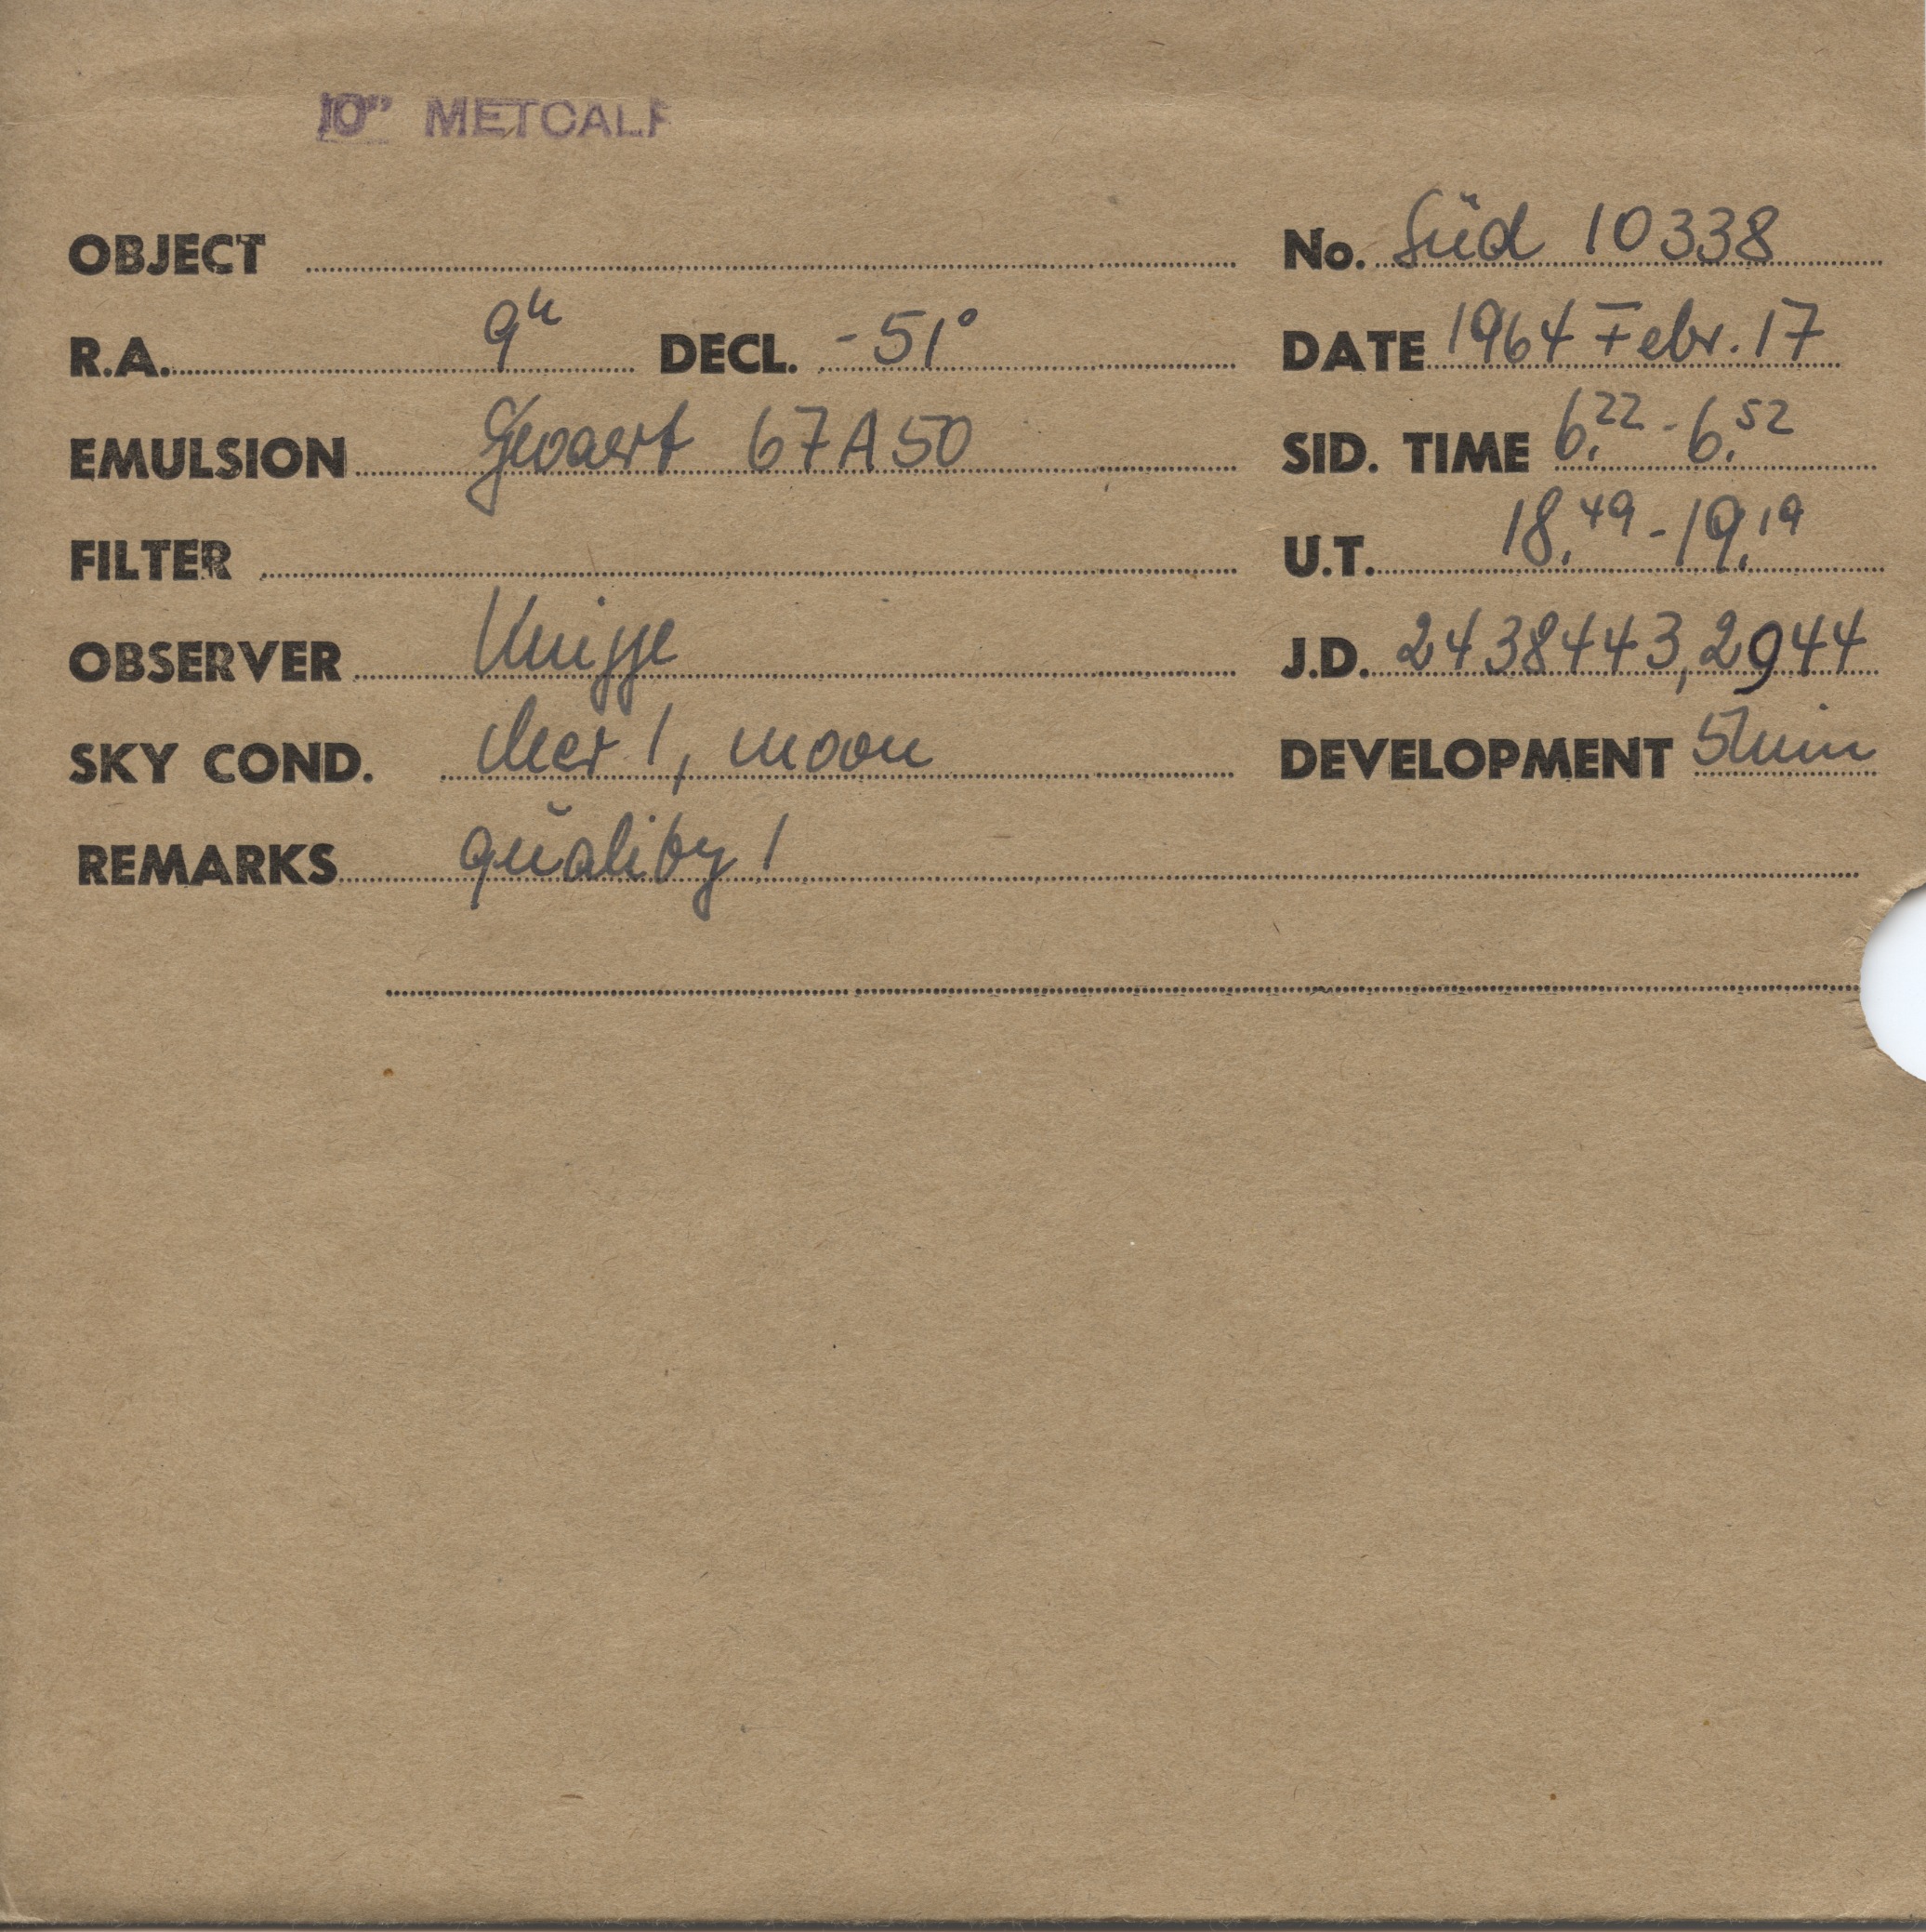 10" METCALF
OBJECT No. Süd 10338
R.A. 9h DECL. -51° DATE 1964 Febr. 17
EMULSION Gevaert 67A50 SID. TIME 6.22 - 6.52
FILTER U.T. 18.49 - 19.19
OBSERVER Knigge J.D. 2438443,2944
SKY COND. clear 1, moon DEVELOPMENT 5 min
REMARKS quality 1